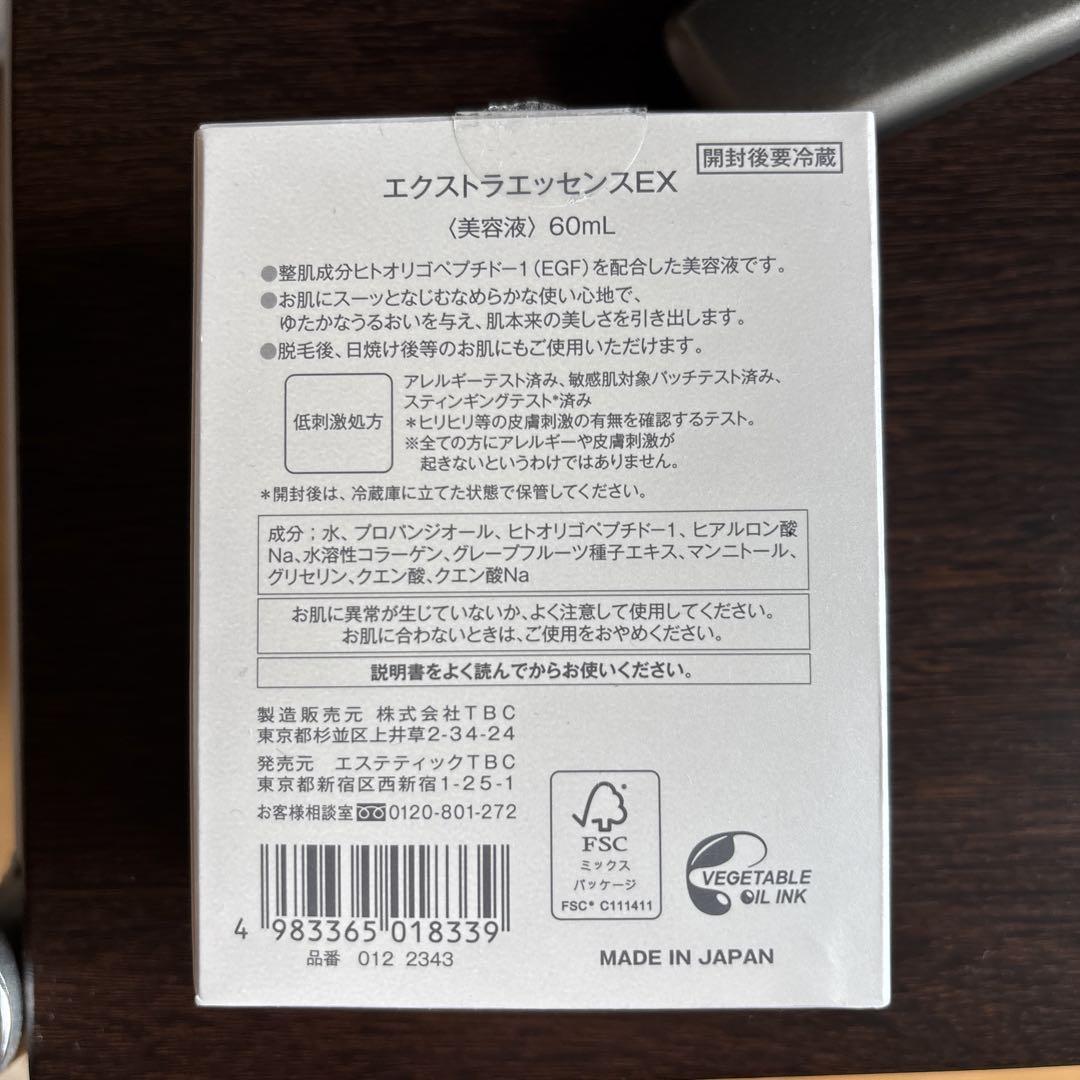 開封後要冷蔵
エクストラエッセンスEX
〈美容液〉60mL
●整肌成分ヒトオリゴペプチドー1(EGF)を配合した美容液です。
●お肌にスーッとなじむなめらかな使い心地で、
ゆたかなうるおいを与え、肌本来の美しさを引き出します。
●脱毛後、日焼け後等のお肌にもご使用いただけます。
低刺激処方
アレルギーテスト済み、敏感肌対象パッチテスト済み、
スティンギングテスト*済み
*ヒリヒリ等の皮膚刺激の有無を確認するテスト。
※全ての方にアレルギーや皮膚刺激が
起きないというわけではありません。
*開封後は、冷蔵庫に立てた状態で保管してください。
成分;水、プロパンジオール、ヒトオリゴペプチドー1、ヒアルロン酸
Na、水溶性コラーゲン、グレープフルーツ種子エキス、マンニトール、
グリセリン、クエン酸、クエン酸Na
お肌に異常が生じていないか、よく注意して使用してください。
お肌に合わないときは、ご使用をおやめください。
説明書をよく読んでからお使いください。
製造販売元 株式会社TBC
東京都杉並区上井草2-34-24
発売元 エステティックTBC
東京都新宿区西新宿1-25-1
お客様相談室 0120-801-272
FSC
ミックス
パッケージ
FSC® C111411
VEGETABLE
OIL INK
4 983365 018339
品番 012 2343
MADE IN JAPAN